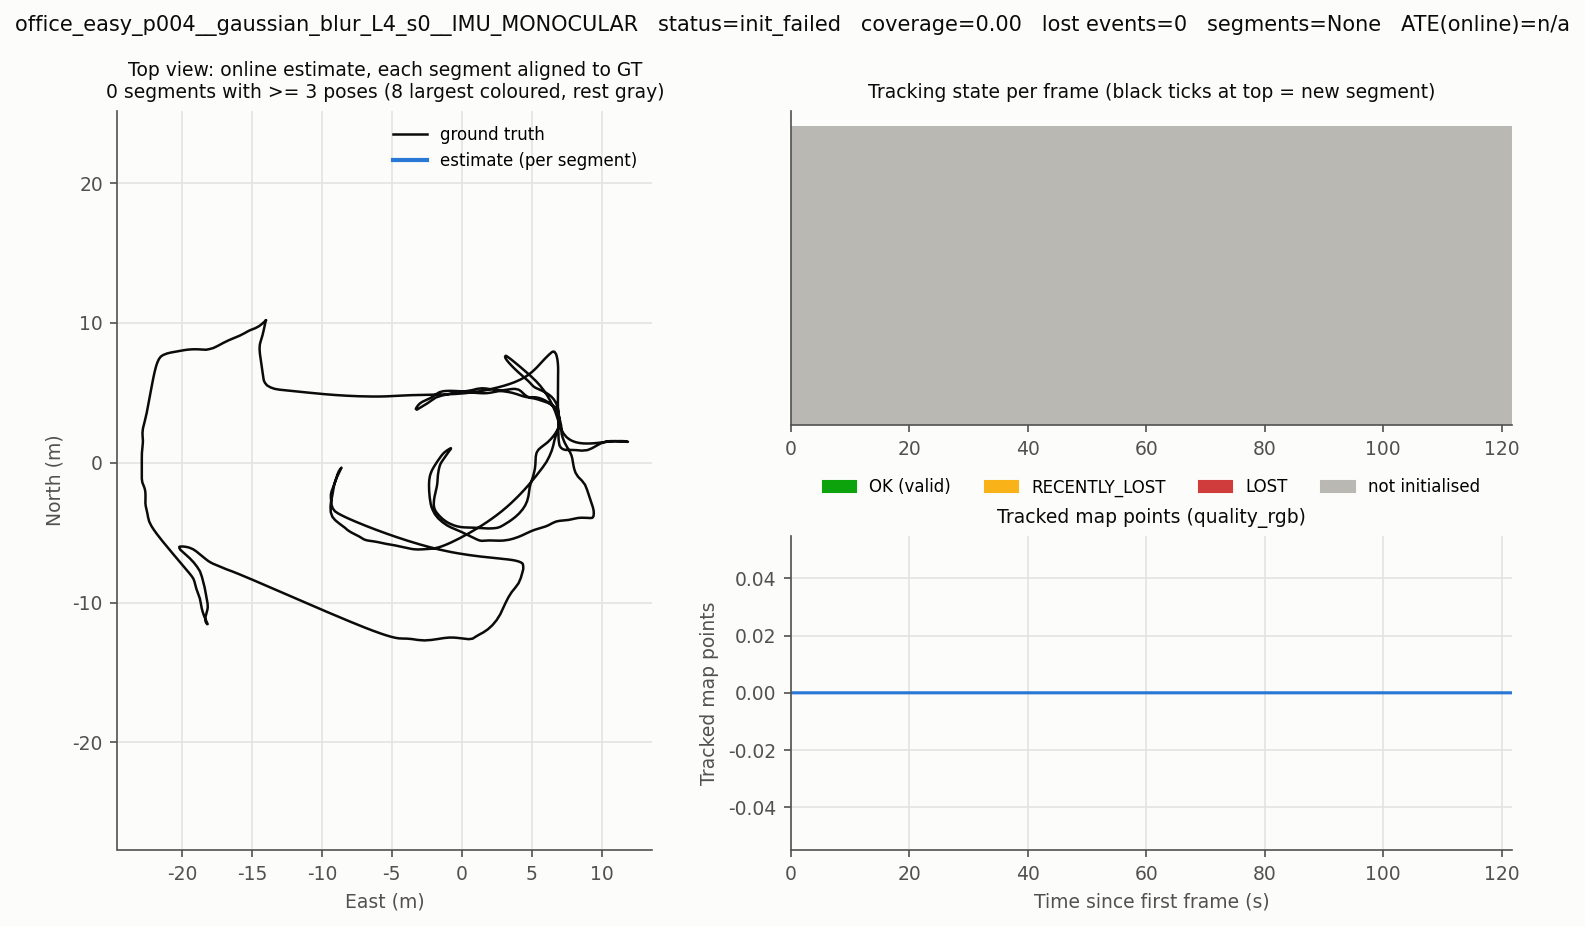 office_easy_p004__gaussian_blur_L4_s0__IMU_MONOCULAR   status=init_failed   coverage=0.00   lost events=0   segments=None   ATE(online)=n/a
Top view: online estimate, each segment aligned to GT
0 segments with >= 3 poses (8 largest coloured, rest gray)
ground truth
estimate (per segment)
20
10
0
-10
-20
North (m)
-20 -15 -10 -5 0 5 10
East (m)
Tracking state per frame (black ticks at top = new segment)
0 20 40 60 80 100 120
OK (valid) RECENTLY_LOST LOST not initialised
Tracked map points (quality_rgb)
0.04
0.02
0.00
-0.02
-0.04
Tracked map points
0 20 40 60 80 100 120
Time since first frame (s)